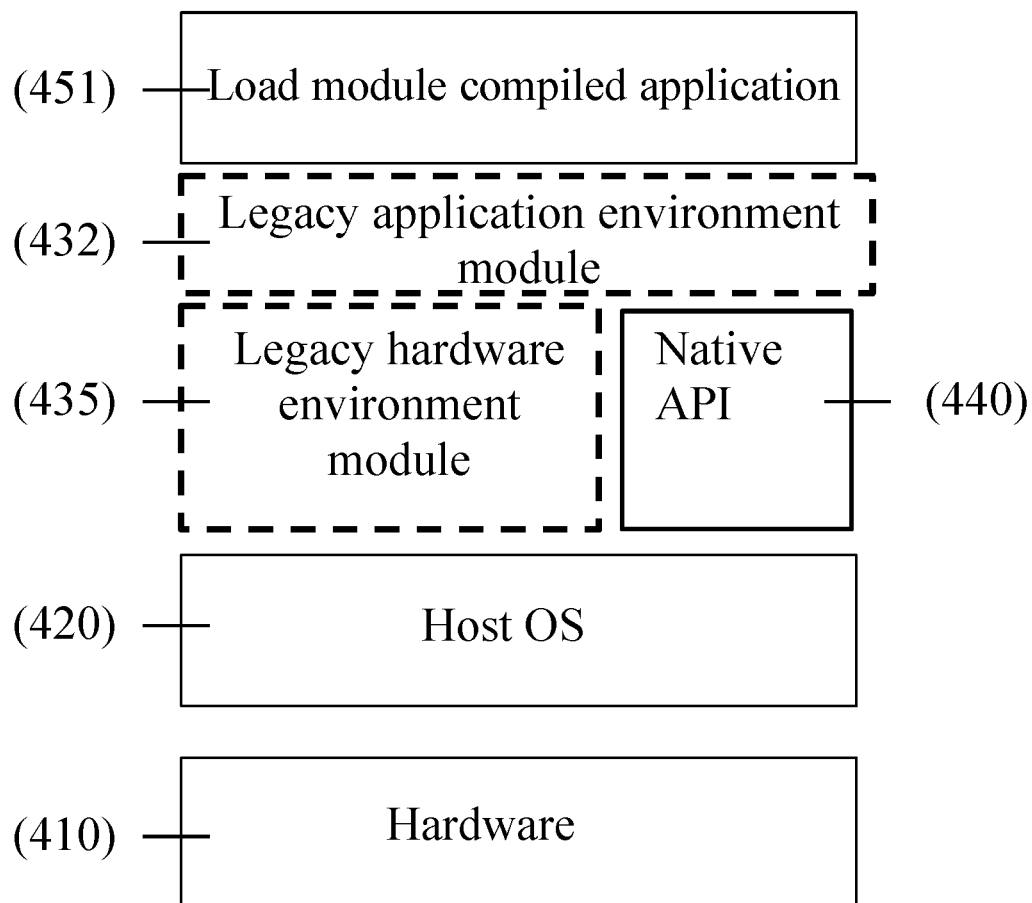 (451)
Load module compiled application
(432)
Legacy application environment
module
(435)
Legacy hardware
environment
module
Native
API
(440)
(420)
Host OS
(410)
Hardware